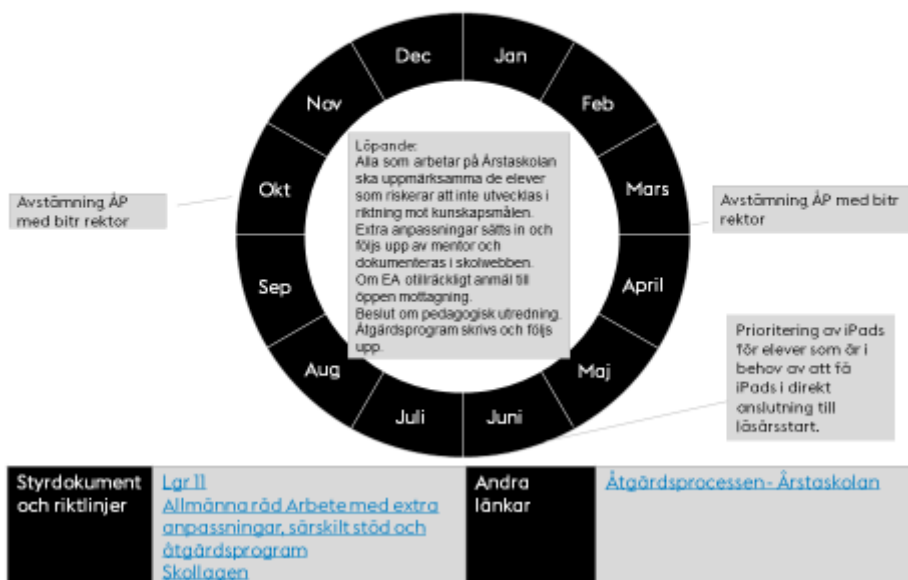 Dec
Jan
Nov
Feb
Okt
Mars
Sep
April
Aug
Maj
Juli
Juni
Löpande:
Alla som arbetar på Årstaskolan
ska uppmärksamma de elever
som riskerar att inte utvecklas i
riktning mot kunskapsmålen.
Extra anpassningar sätts in och
följs upp av mentor och
dokumenteras i skolwebben.
Om EA otillräckligt anmäl till
öppen mottagning.
Beslut om pedagogisk utredning.
Åtgärdsprogram skrivs och följs
upp.
Avstämning ÅP
med bitr rektor
Avstämning ÅP med bitr
rektor
Prioritering av iPads
för elever som är i
behov av att få
iPads i direkt
anslutning till
läsårsstart.
Styrdokument
och riktlinjer
Lgr 11
Allmänna råd Arbete med extra
anpassningar, särskilt stöd och
åtgärdsprogram
Skollagen
Andra
länkar
Åtgärdsprocessen- Årstaskolan